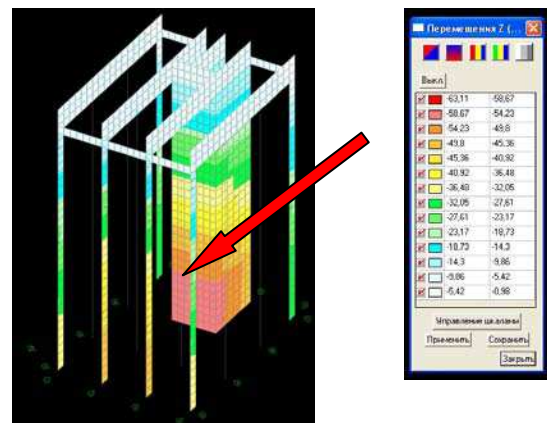 Перемещения Z (...
Выкл.
-63,11 -58,67
-58,67 -54,23
-54,23 -49,8
-49,8 -45,36
-45,36 -40,92
-40,92 -36,48
-36,48 -32,05
-32,05 -27,61
-27,61 -23,17
-23,17 -18,73
-18,73 -14,3
-14,3 -9,86
-9,86 -5,42
-5,42 -0,98
Управление шкалами
Применить Сохранить
Закрыть